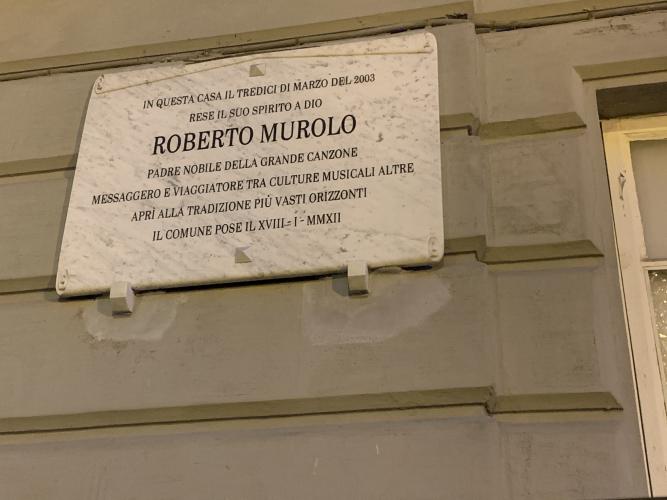 IN QUESTA CASA IL TREDICI DI MARZO DEL 2003
RESE IL SUO SPIRITO A DIO
ROBERTO MUROLO
PADRE NOBILE DELLA GRANDE CANZONE
MESSAGGERO E VIAGGIATORE TRA CULTURE MUSICALI ALTRE
APRÌ ALLA TRADIZIONE PIÙ VASTI ORIZZONTI
IL COMUNE POSE IL XVIII - I - MMXII